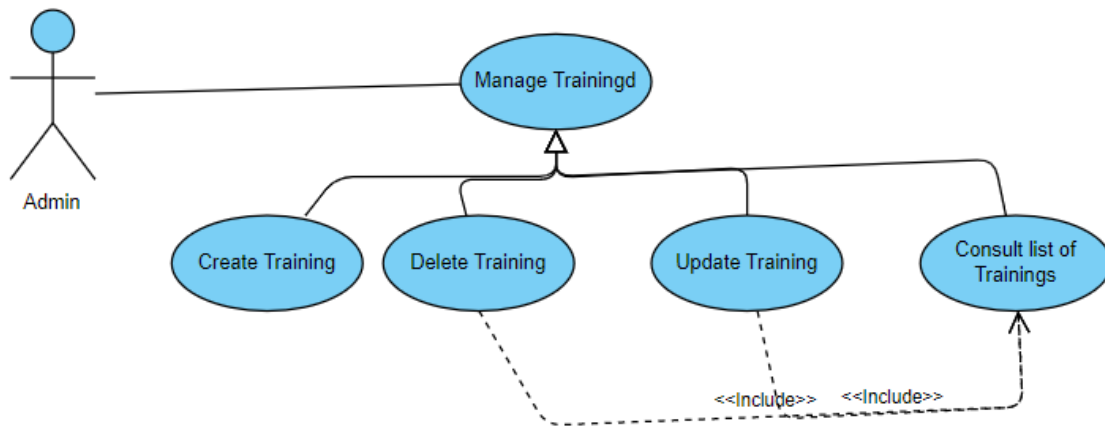 Manage Trainingd
Admin
Create Training
Delete Training
Update Training
Consult list of
Trainings
<<Include>>
<<Include>>